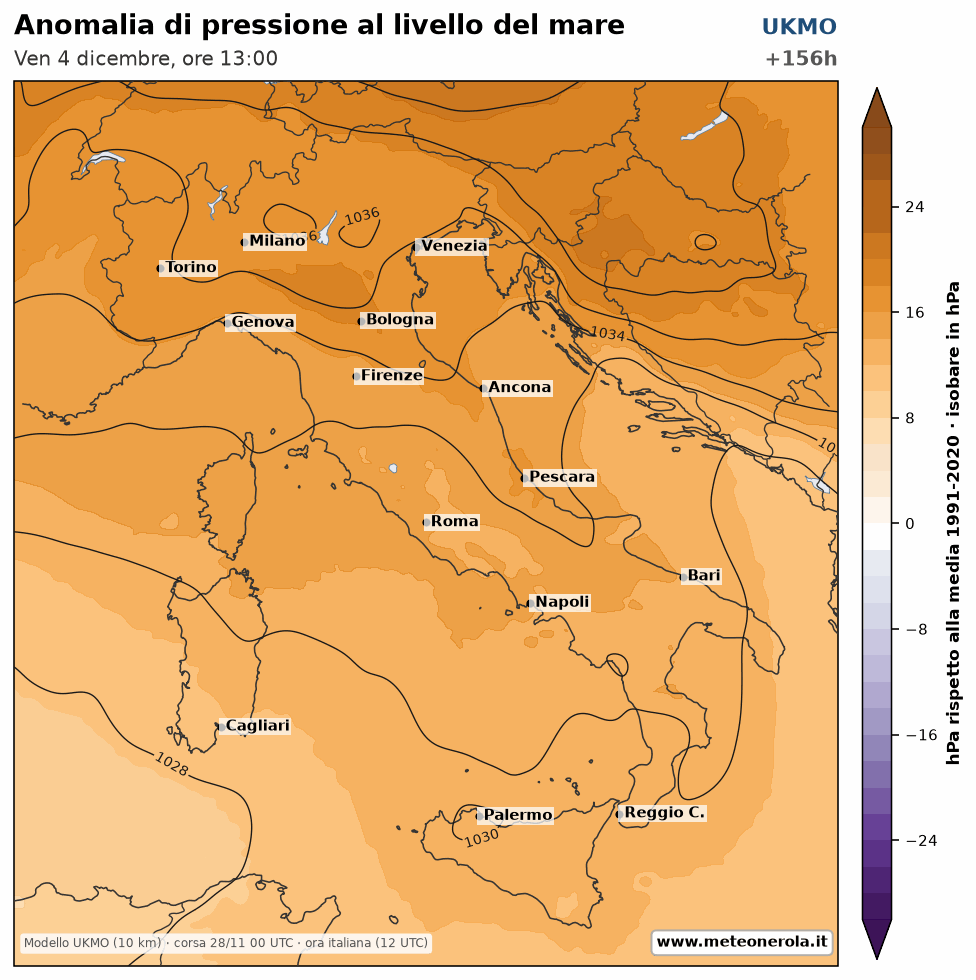 Anomalia di pressione al livello del mare
UKMO
Ven 4 dicembre, ore 13:00
+156h
1036
Milano
Venezia
Torino
Genova
Bologna
1034
Firenze
Ancona
Pescara
Roma
Bari
Napoli
Cagliari
1028
Palermo
Reggio C.
1030
Modello UKMO (10 km) · corsa 28/11 00 UTC · ora italiana (12 UTC)
www.meteonerola.it
24
16
8
0
−8
−16
−24
hPa rispetto alla media 1991-2020 · isobare in hPa